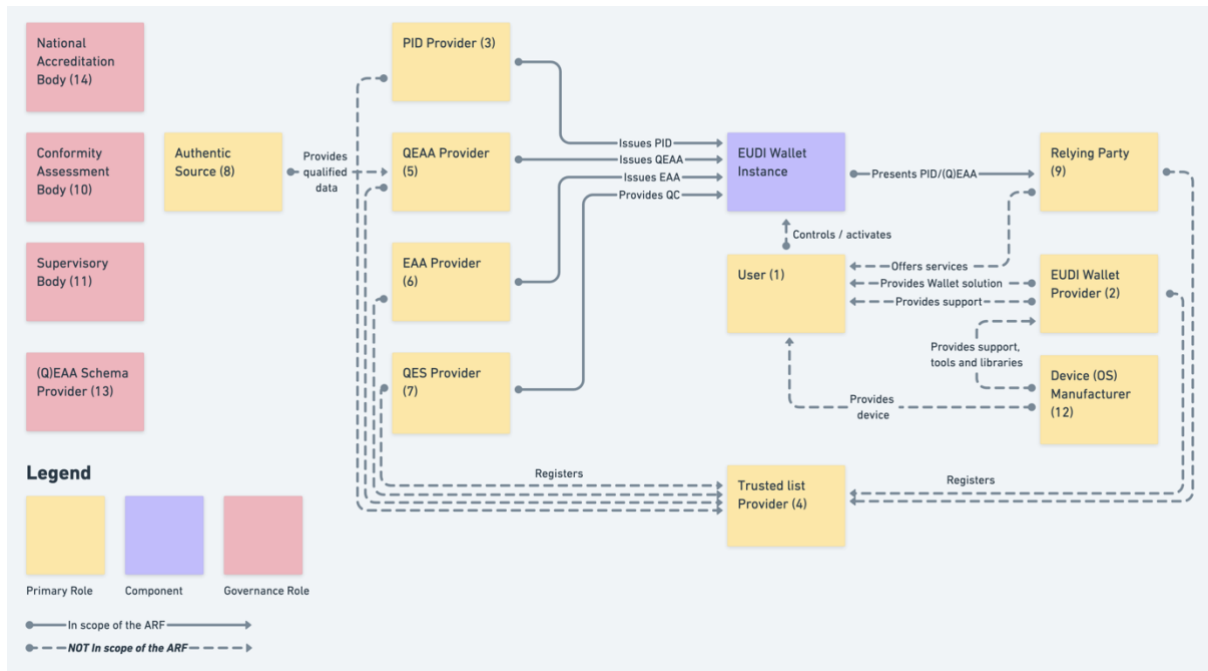 National
Accreditation
Body (14)
PID Provider (3)
Conformity
Assessment
Body (10)
Authentic
Source (8)
Provides
qualified
data
QEAA Provider
(5)
Issues PID
Issues QEAA
Issues EAA
Provides QC
EUDI Wallet
Instance
Presents PID/(Q)EAA
Relying Party
(9)
Controls / activates
Supervisory
Body (11)
EAA Provider
(6)
User (1)
Offers services
Provides Wallet solution
Provides support
EUDI Wallet
Provider (2)
Provides support,
tools and libraries
(Q)EAA Schema
Provider (13)
QES Provider
(7)
Provides
device
Device (OS)
Manufacturer
(12)
Legend
Registers
Trusted list
Provider (4)
Registers
Primary Role
Component
Governance Role
In scope of the ARF
NOT In scope of the ARF